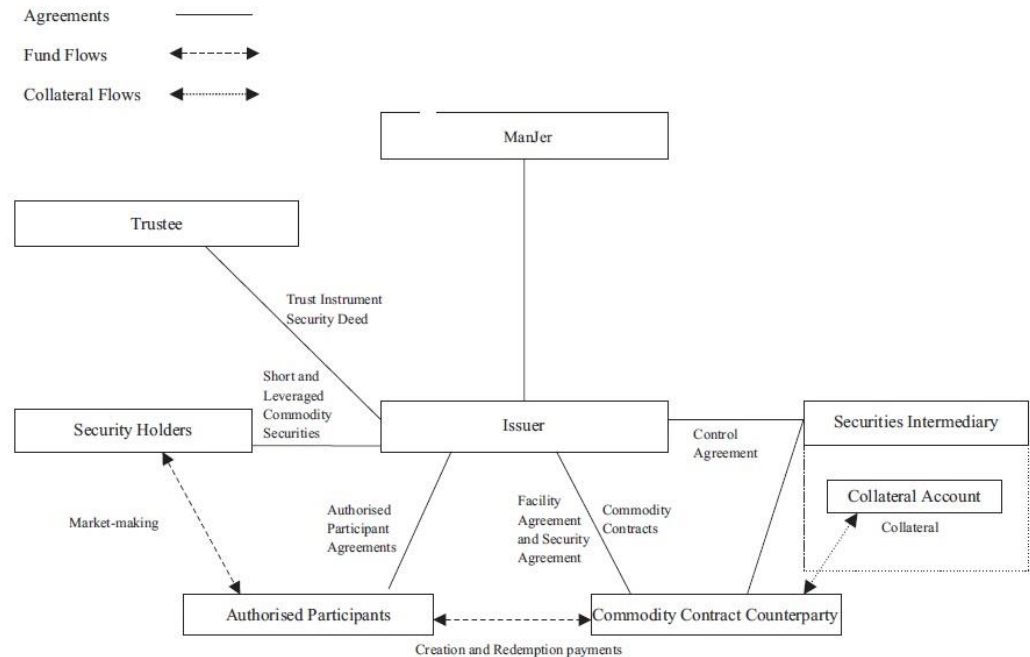 Agreements
Fund Flows
Collateral Flows
ManJer
Trustee
Trust Instrument
Security Deed
Short and
Leveraged
Commodity
Securities
Security Holders
Issuer
Securities Intermediary
Control
Agreement
Collateral Account
Collateral
Market-making
Authorised
Participant
Agreements
Facility
Agreement
and Security
Agreement
Commodity
Contracts
Authorised Participants
Commodity Contract Counterparty
Creation and Redemption payments